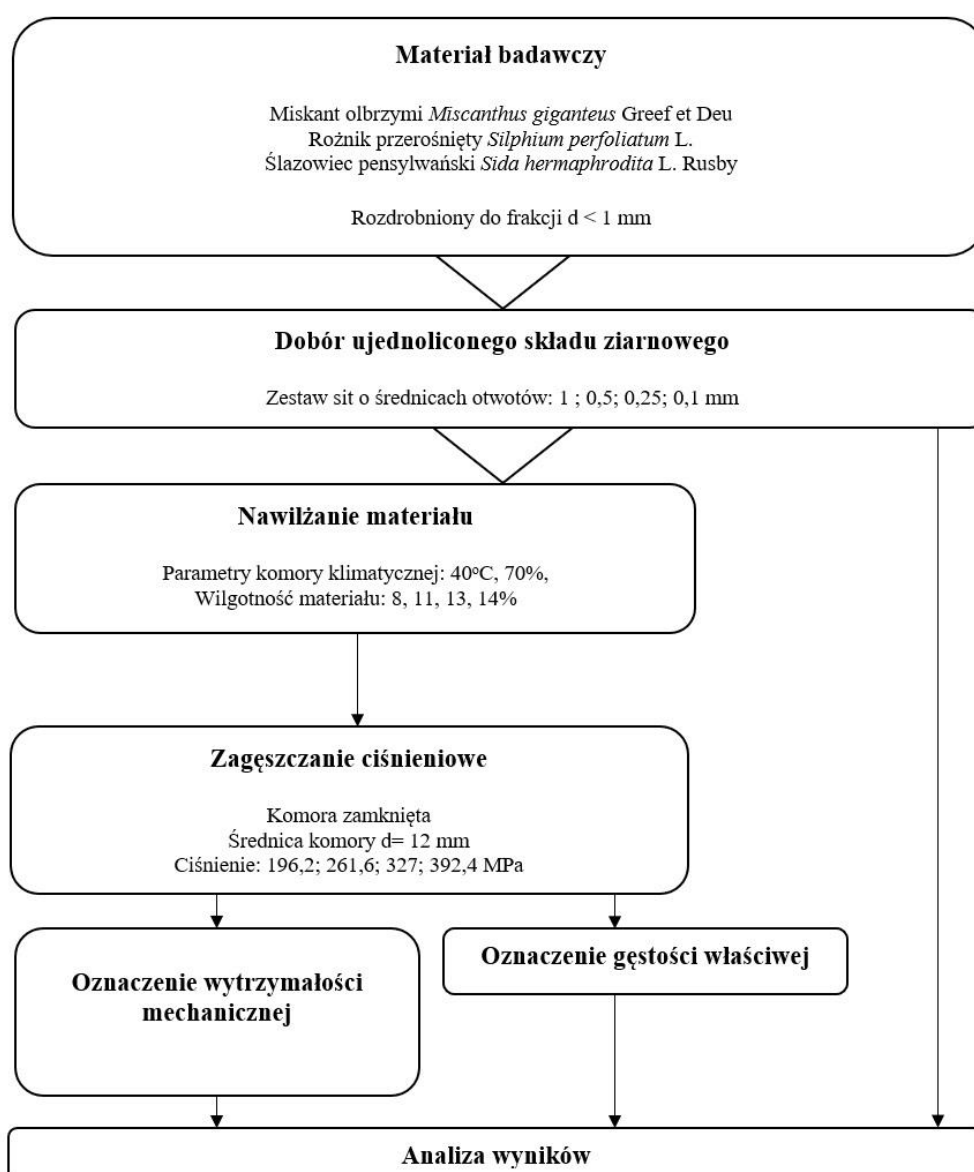 Materiał badawczy
Miskant olbrzymi Miscanthus giganteus Greef et Deu
Rożnik przerośnięty Silphium perfoliatum L.
Ślazowiec pensylwański Sida hermaphrodita L. Rusby
Rozdrobniony do frakcji d < 1 mm
Dobór ujednoliconego składu ziarnowego
Zestaw sit o średnicach otwotów: 1 ; 0,5; 0,25; 0,1 mm
Nawilżanie materiału
Parametry komory klimatycznej: 40°C, 70%,
Wilgotność materiału: 8, 11, 13, 14%
Zagęszczanie ciśnieniowe
Komora zamknięta
Średnica komory d= 12 mm
Ciśnienie: 196,2; 261,6; 327; 392,4 MPa
Oznaczenie wytrzymałości
mechanicznej
Oznaczenie gęstości właściwej
Analiza wyników